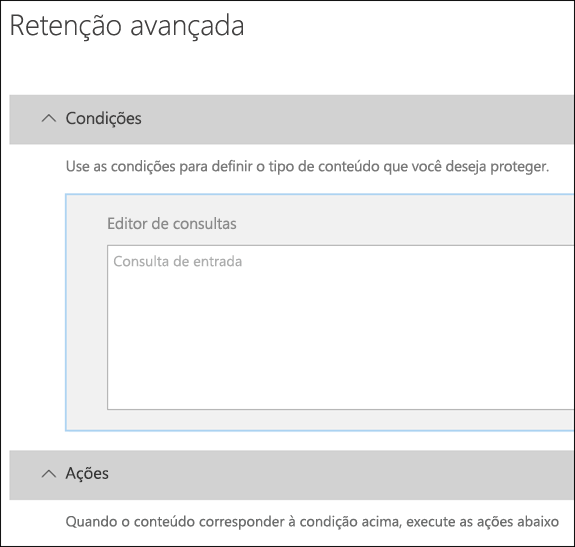 Retenção avançada
Condições
Use as condições para definir o tipo de conteúdo que você deseja proteger.
Editor de consultas
Consulta de entrada
Ações
Quando o conteúdo corresponder à condição acima, execute as ações abaixo